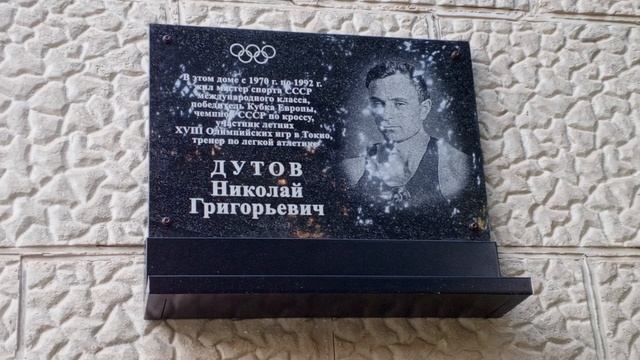 В этом доме с 1970 г. по 1992 г.
жил мастер спорта СССР
международного класса,
победитель Кубка Европы,
чемпион СССР по кроссу,
участник летних
XVIII Олимпийских игр в Токио,
тренер по легкой атлетике
ДУТОВ
Николай
Григорьевич